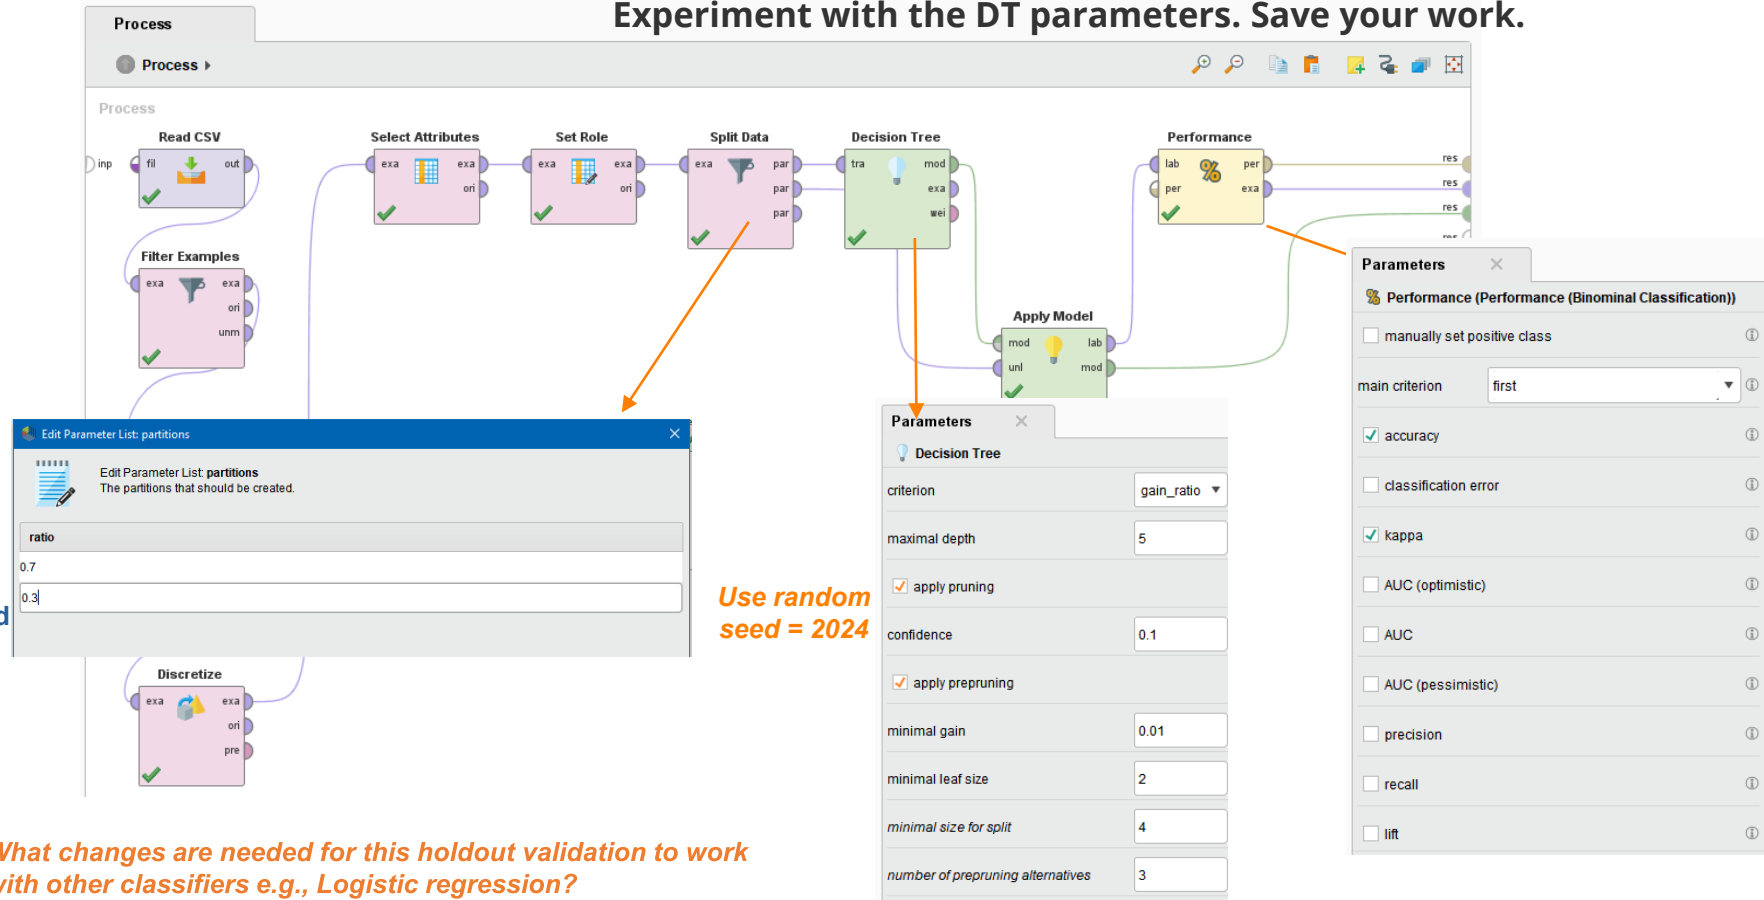 Experiment with the DT parameters. Save your work.
Process
Process
Process
Read CSV
inp
fil
out
Select Attributes
exa
exa
ori
Set Role
exa
exa
ori
Split Data
exa
par
par
par
Decision Tree
tra
mod
exa
wei
Performance
lab
per
per
exa
res
res
res
res
Filter Examples
exa
exa
ori
unm
Apply Model
mod
lab
unl
mod
Edit Parameter List: partitions
Edit Parameter List: partitions
The partitions that should be created.
ratio
0.7
0.3
d
Use random
seed = 2024
Discretize
exa
exa
ori
pre
What changes are needed for this holdout validation to work
with other classifiers e.g., Logistic regression?
Parameters
Decision Tree
criterion
gain_ratio
maximal depth
5
apply pruning
confidence
0.1
apply prepruning
minimal gain
0.01
minimal leaf size
2
minimal size for split
4
number of prepruning alternatives
3
Parameters
Performance (Performance (Binominal Classification))
manually set positive class
main criterion
first
accuracy
classification error
kappa
AUC (optimistic)
AUC
AUC (pessimistic)
precision
recall
lift